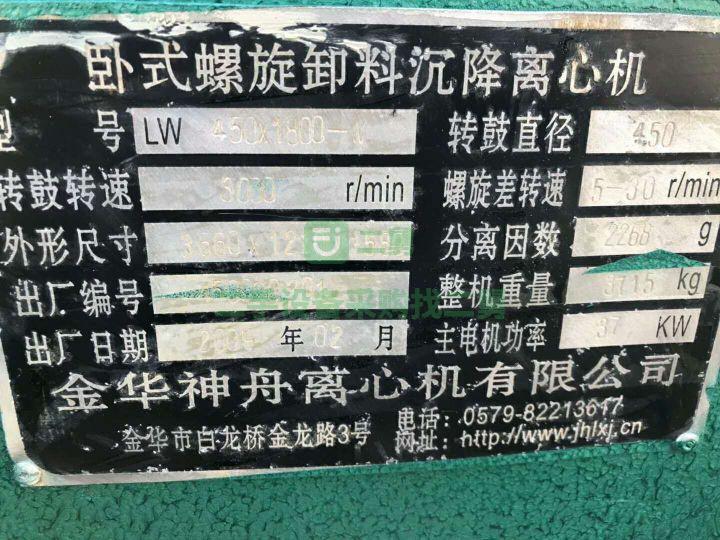 卧式螺旋卸料沉降离心机
型 号 LW 450x1800-N 转鼓直径 450
转鼓转速 3000 r/min 螺旋差转速 5-30 r/min
外形尺寸 分离因数 2268 g
出厂编号 整机重量 3715 kg
出厂日期 年 02 月 主电机功率 37 KW
金华神舟离心机有限公司
金华市白龙桥金龙路3号 电话:0579-82213617
网址:http://www.jhlxj.cn